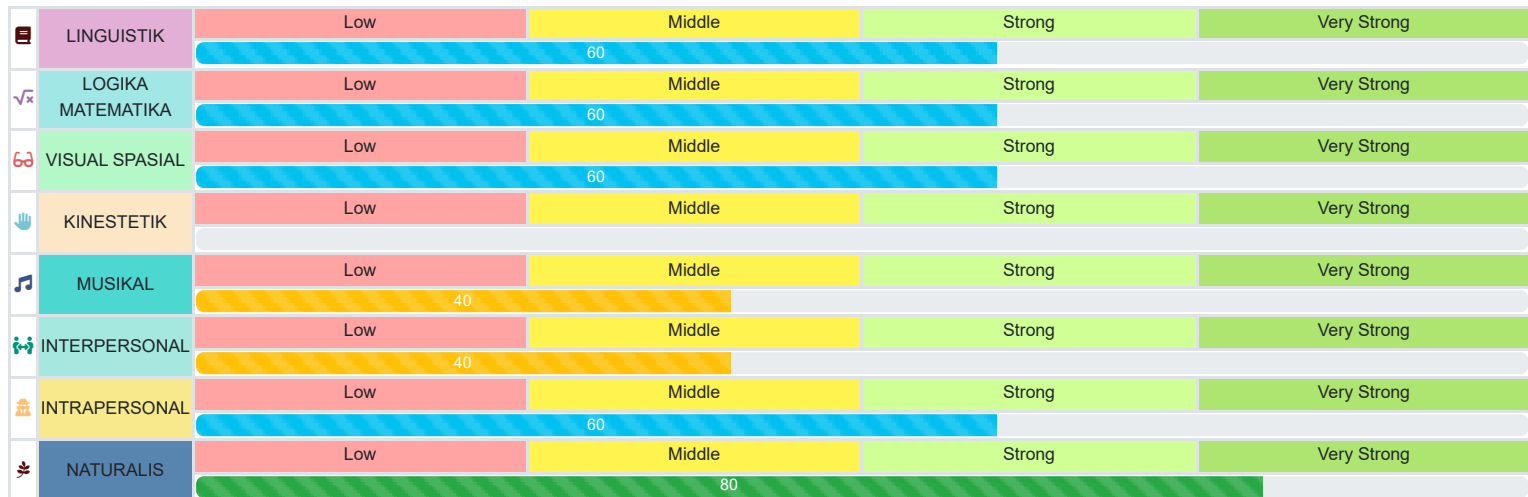 LINGUISTIK
Low Middle Strong Very Strong
60
LOGIKA
MATEMATIKA
Low Middle Strong Very Strong
60
VISUAL SPASIAL
Low Middle Strong Very Strong
60
KINESTETIK
Low Middle Strong Very Strong
MUSIKAL
Low Middle Strong Very Strong
40
INTERPERSONAL
Low Middle Strong Very Strong
40
INTRAPERSONAL
Low Middle Strong Very Strong
60
NATURALIS
Low Middle Strong Very Strong
80